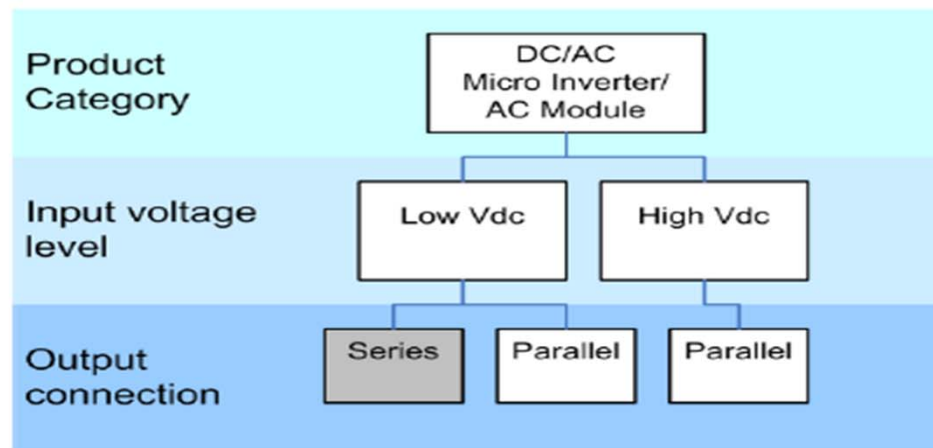 Product
Category
DC/AC
Micro Inverter/
AC Module
Input voltage
level
Low Vdc
High Vdc
Output
connection
Series
Parallel
Parallel